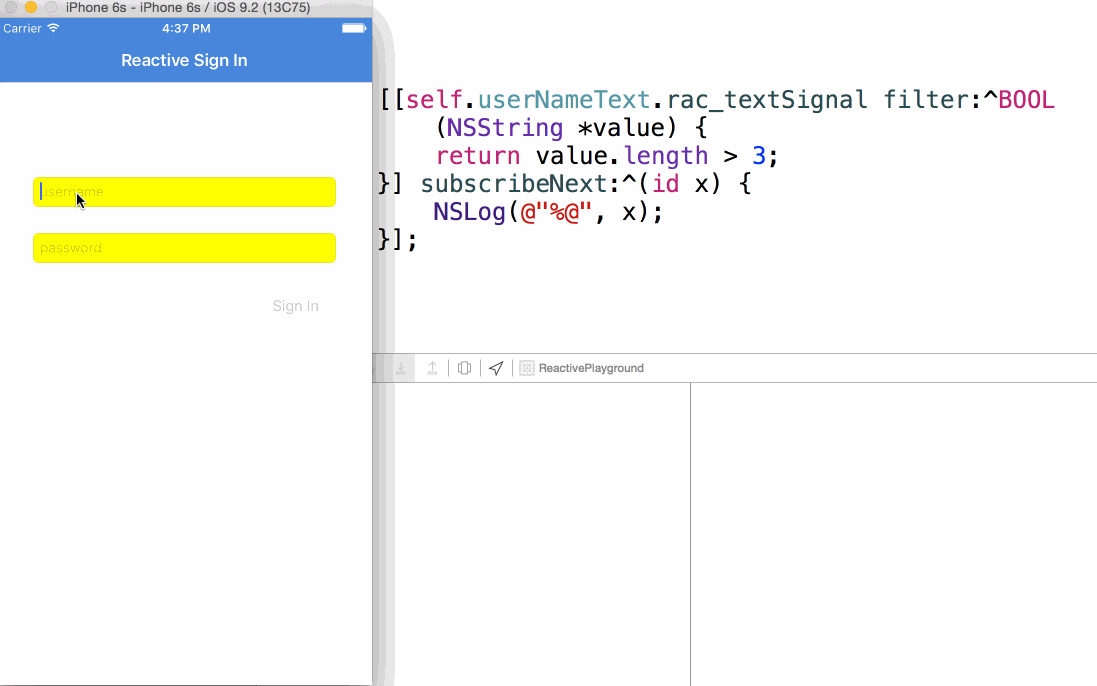 iPhone 6s - iPhone 6s / iOS 9.2 (13C75)
Carrier 4:37 PM
Reactive Sign In
username
password
Sign In
[[self.userNameText.rac_textSignal filter:^BOOL
(NSString *value) {
return value.length > 3;
}] subscribeNext:^(id x) {
NSLog(@"%@", x);
}];
ReactivePlayground